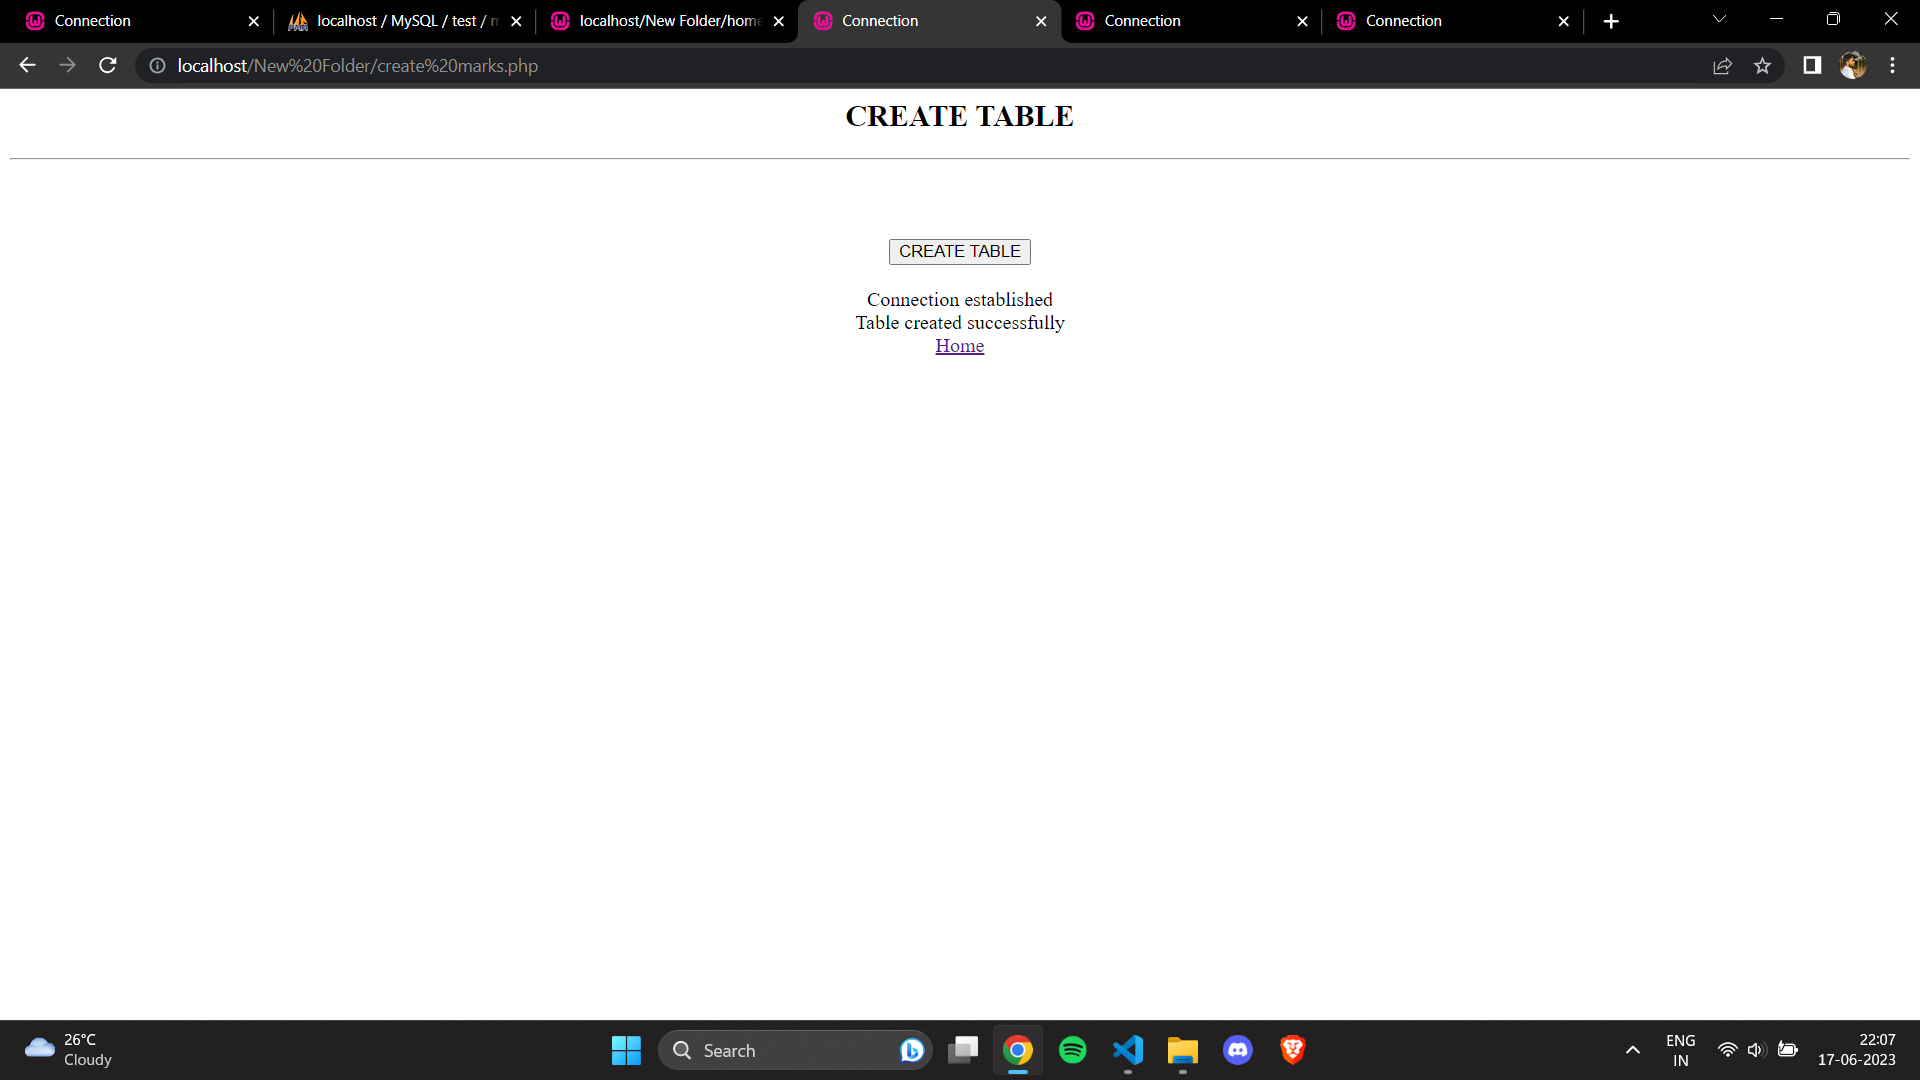 Connection
localhost / MySQL / test / m
localhost/New Folder/home
Connection
Connection
Connection
localhost/New%20Folder/create%20marks.php
CREATE TABLE
CREATE TABLE
Connection established
Table created successfully
Home
26°C
Cloudy
Search
ENG
IN
22:07
17-06-2023